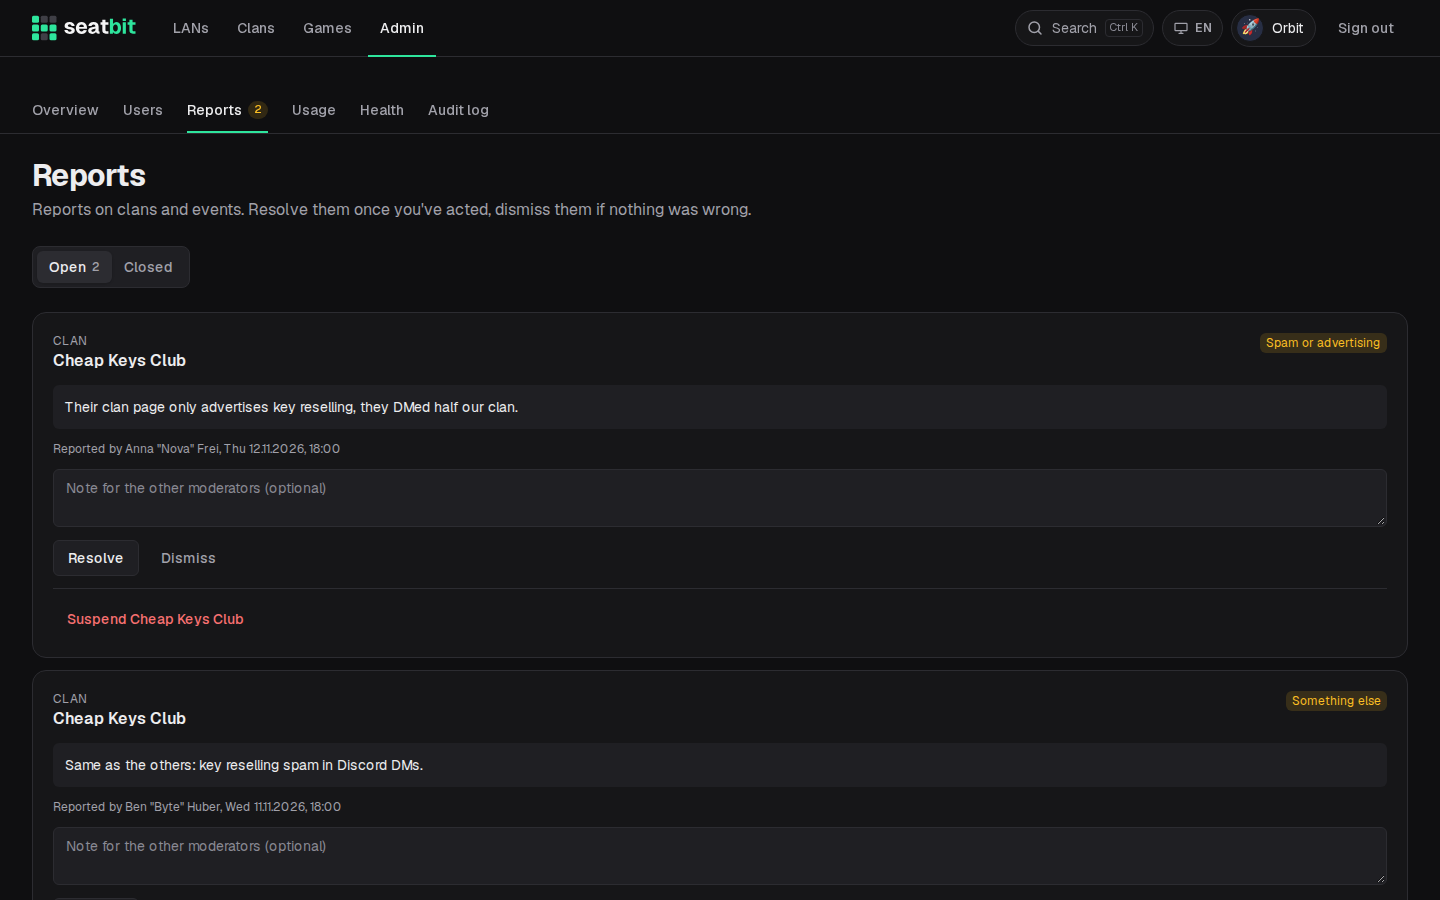 seatbit LANs Clans Games Admin Search Ctrl K EN Orbit Sign out
Overview Users Reports 2 Usage Health Audit log
Reports
Reports on clans and events. Resolve them once you've acted, dismiss them if nothing was wrong.
Open 2 Closed
CLAN
Cheap Keys Club
Spam or advertising
Their clan page only advertises key reselling, they DMed half our clan.
Reported by Anna "Nova" Frei, Thu 12.11.2026, 18:00
Note for the other moderators (optional)
Resolve Dismiss
Suspend Cheap Keys Club
CLAN
Cheap Keys Club
Something else
Same as the others: key reselling spam in Discord DMs.
Reported by Ben "Byte" Huber, Wed 11.11.2026, 18:00
Note for the other moderators (optional)